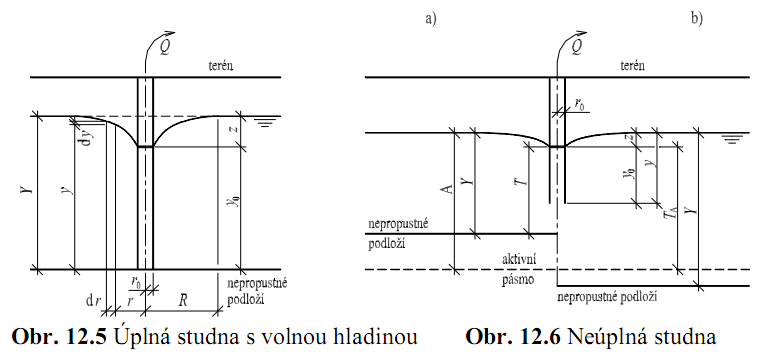 a)
b)
Q
terén
z
dy
Y
y
y0
r0
dr
r
R
nepropustné
podloží
Q
terén
r0
z
A
Y
T
y0
y
TA
Y
nepropustné
podloží
aktivní
pásmo
nepropustné podloží
Obr. 12.5 Úplná studna s volnou hladinou
Obr. 12.6 Neúplná studna